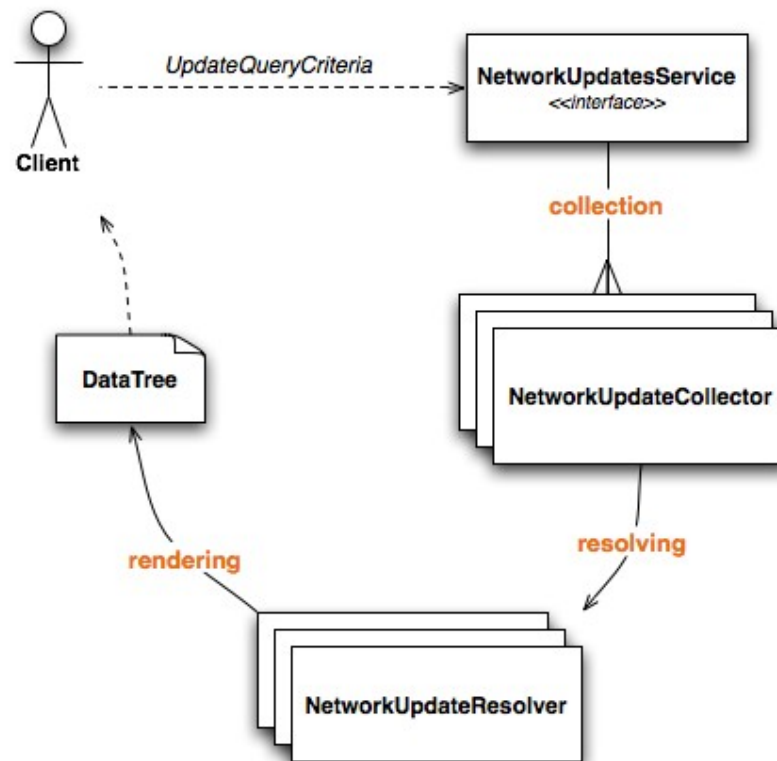 UpdateQueryCriteria
NetworkUpdatesService
<<interface>>
Client
collection
DataTree
NetworkUpdateCollector
rendering
resolving
NetworkUpdateResolver